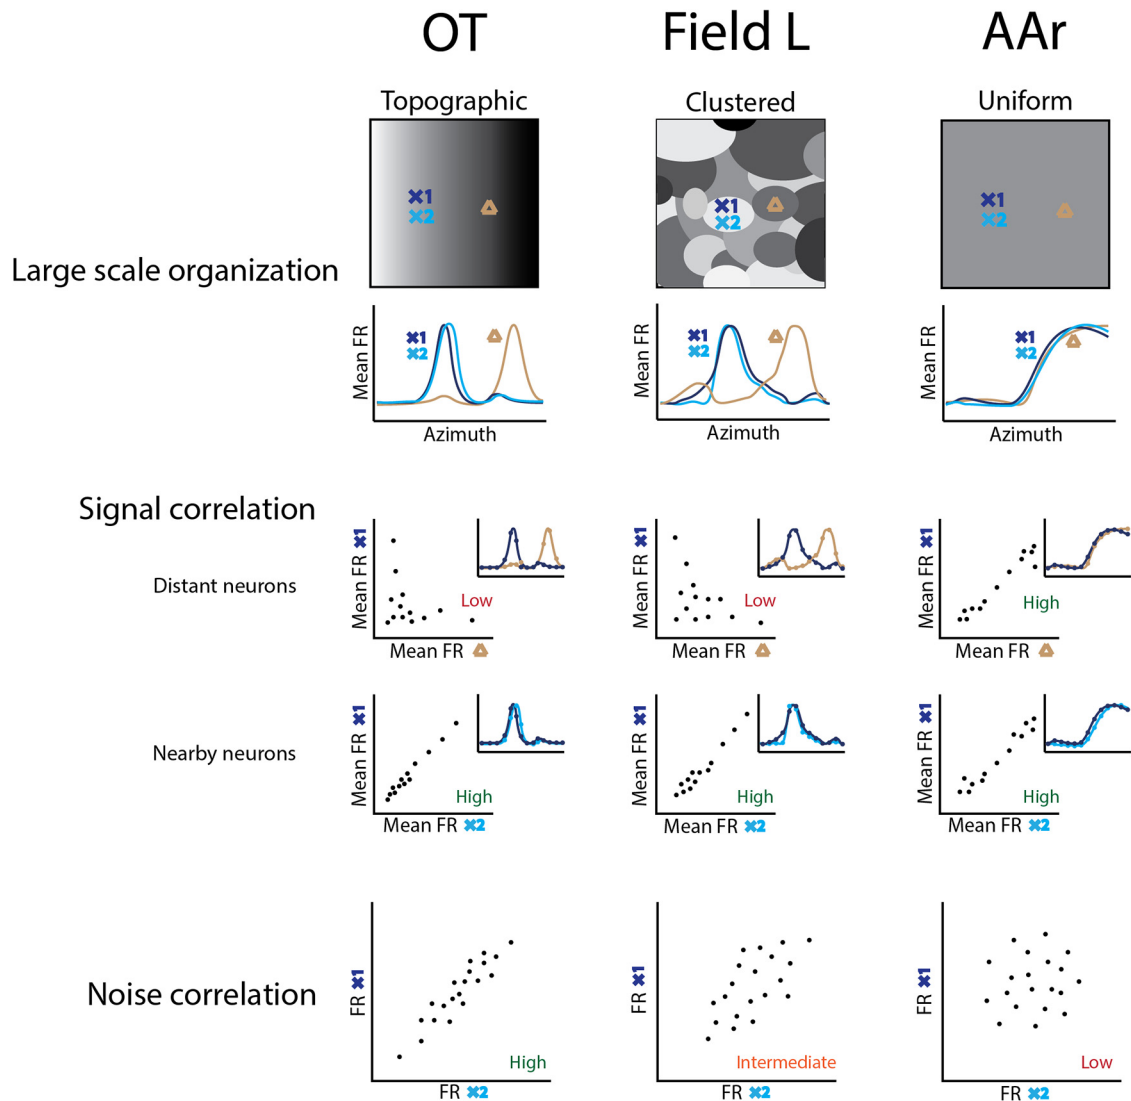 OT Field L AAr
Topographic Clustered Uniform
×1 ×1 ×1
×2 ×2 ×2
Large scale organization
Mean FR ×1 ×2 Mean FR ×1 ×2 Mean FR ×1 ×2
Azimuth Azimuth Azimuth
Signal correlation
Distant neurons
Mean FR ×1 Low Mean FR ×1 Low Mean FR ×1 High
Mean FR Mean FR Mean FR
Nearby neurons
Mean FR ×1 High Mean FR ×1 High Mean FR ×1 High
Mean FR ×2 Mean FR ×2 Mean FR ×2
Noise correlation
FR ×1 High FR ×1 Intermediate FR ×1 Low
FR ×2 FR ×2 FR ×2